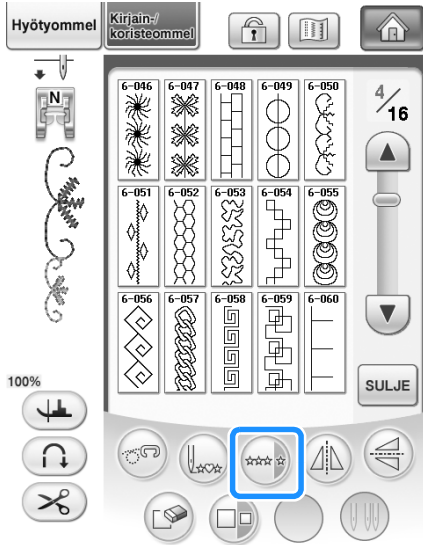 Hyötyommel
Kirjain-/
koristeommel
N
6-046 6-047 6-048 6-049 6-050
4/16
6-051 6-052 6-053 6-054 6-055
6-056 6-057 6-058 6-059 6-060
100%
SULJE